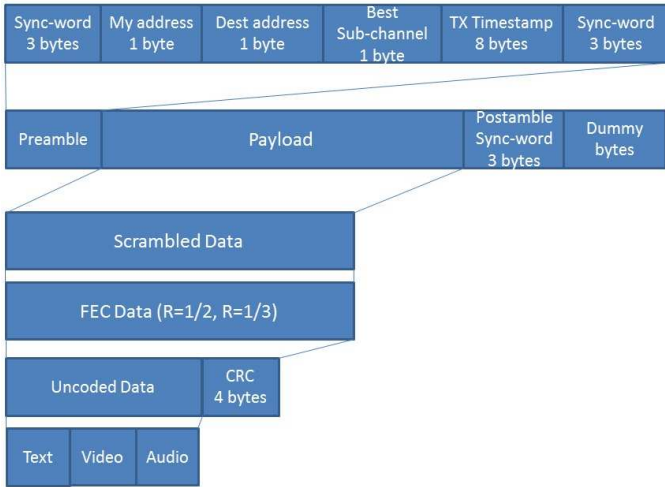 Sync-word
3 bytes
My address
1 byte
Dest address
1 byte
Best
Sub-channel
1 byte
TX Timestamp
8 bytes
Sync-word
3 bytes
Preamble
Payload
Postamble
Sync-word
3 bytes
Dummy
bytes
Scrambled Data
FEC Data (R=1/2, R=1/3)
Uncoded Data
CRC
4 bytes
Text
Video
Audio